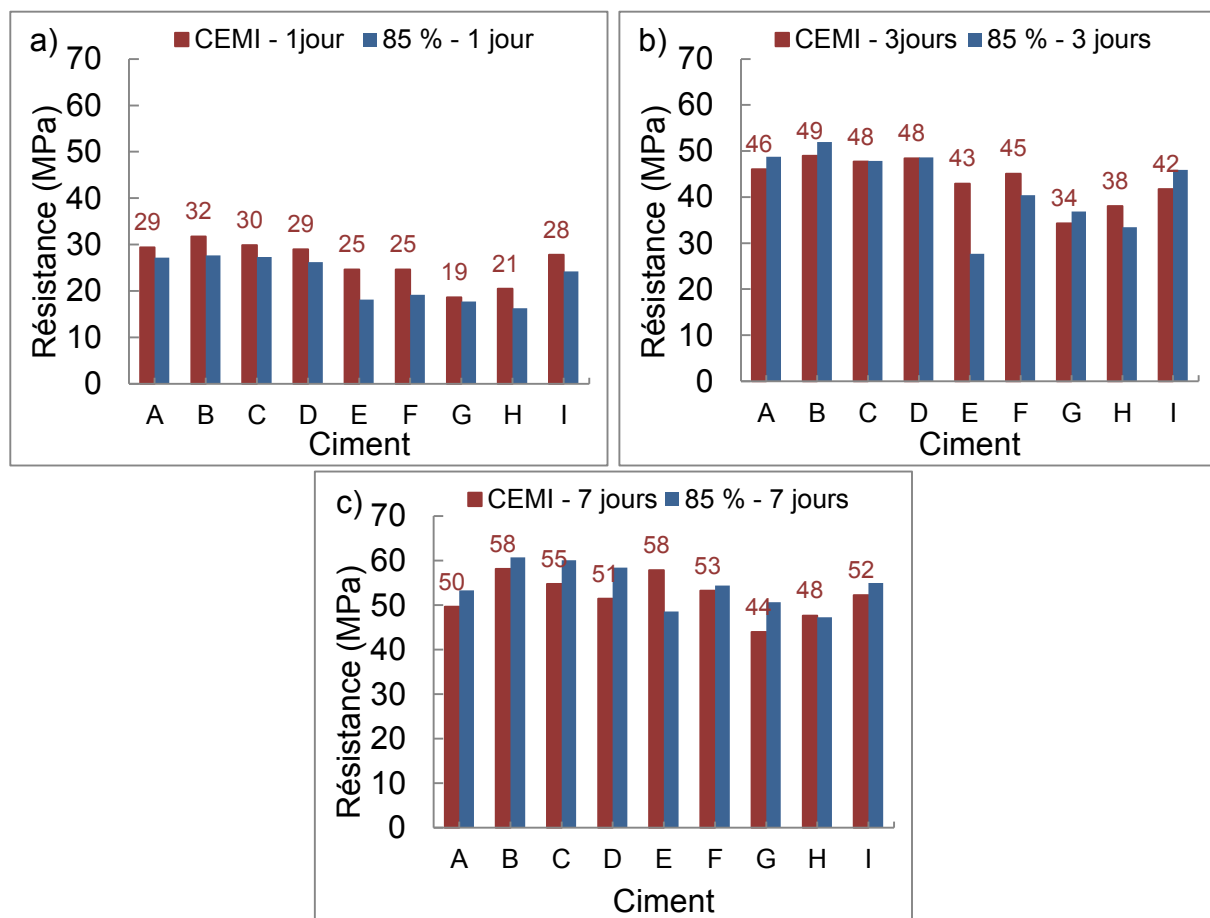 a) CEMI - 1jour 85 % - 1 jour
70
60
50
40
30
20
10
0
Résistance (MPa)
29 32 30 29 25 25 19 21 28
A B C D E F G H I
Ciment
b) CEMI - 3jours 85 % - 3 jours
70
60
50
40
30
20
10
0
Résistance (MPa)
46 49 48 48 43 45 34 38 42
A B C D E F G H I
Ciment
c) CEMI - 7 jours 85 % - 7 jours
70
60
50
40
30
20
10
0
Résistance (MPa)
50 58 55 51 58 53 44 48 52
A B C D E F G H I
Ciment